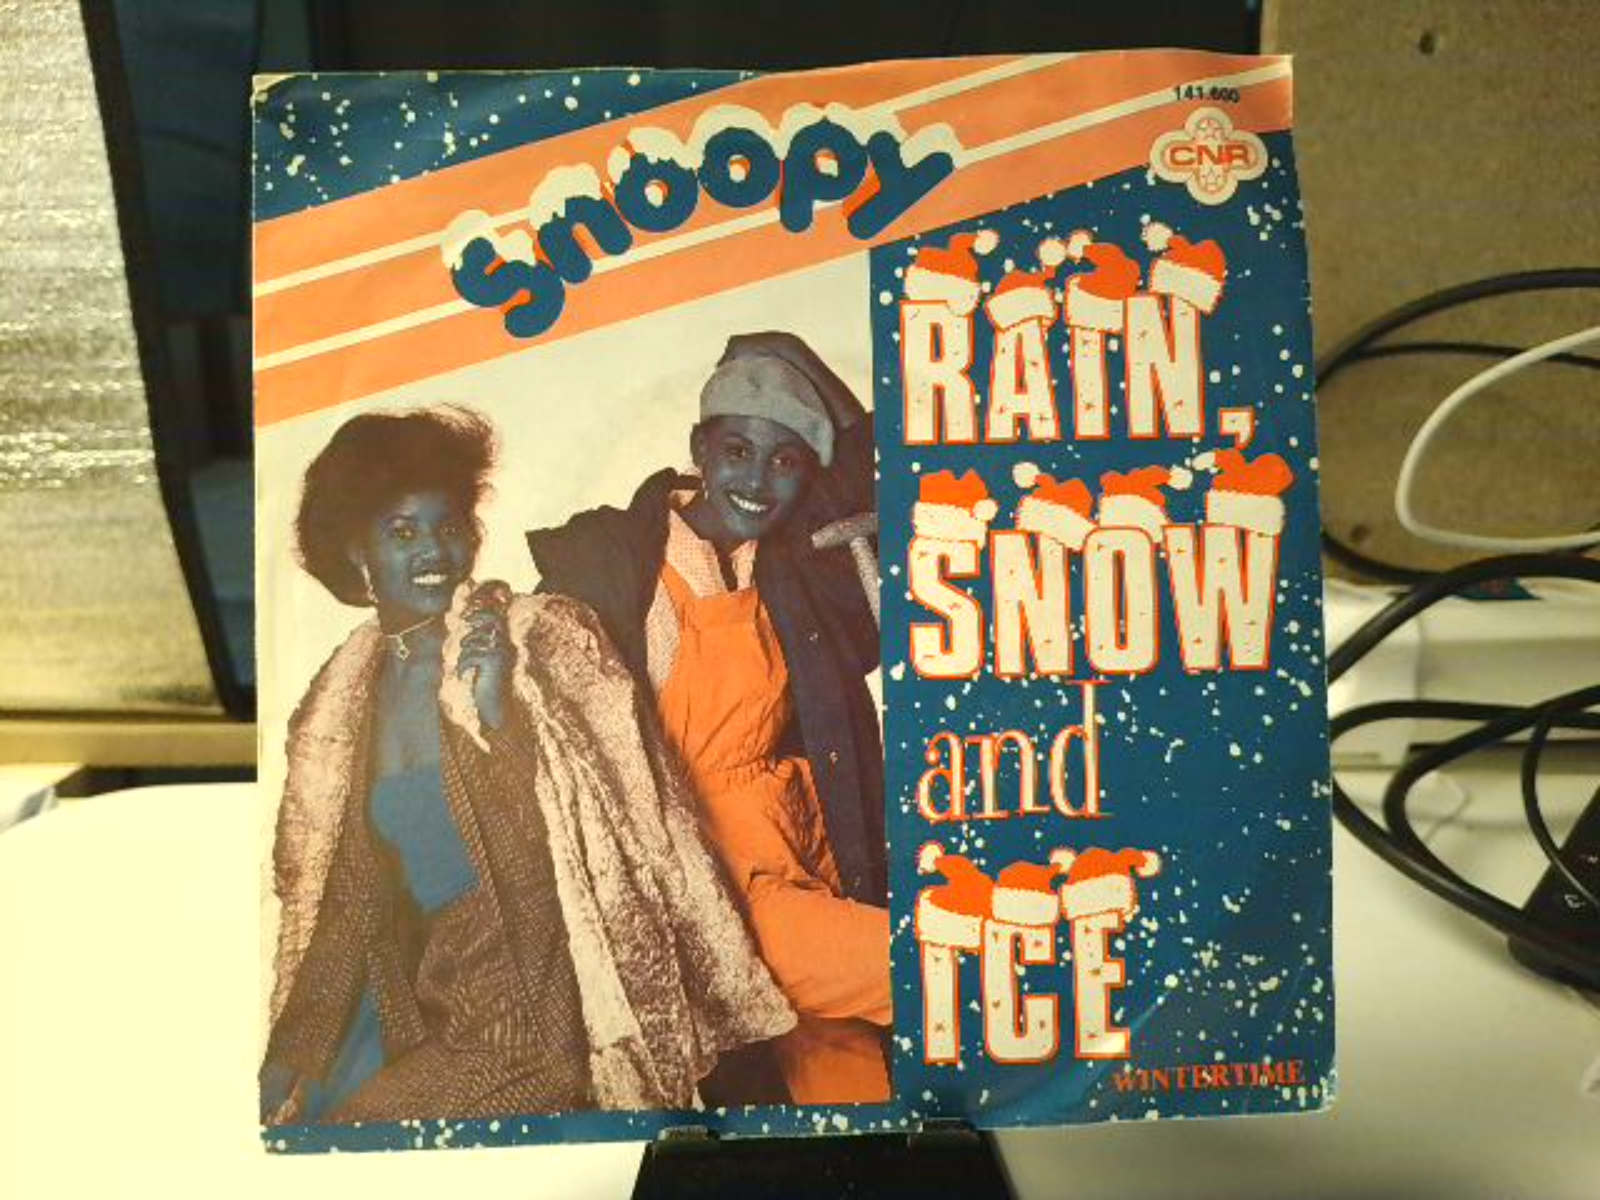 snoopy
141.600
CNR
RAIN,
SNOW
and
ICE
WINTERTIME